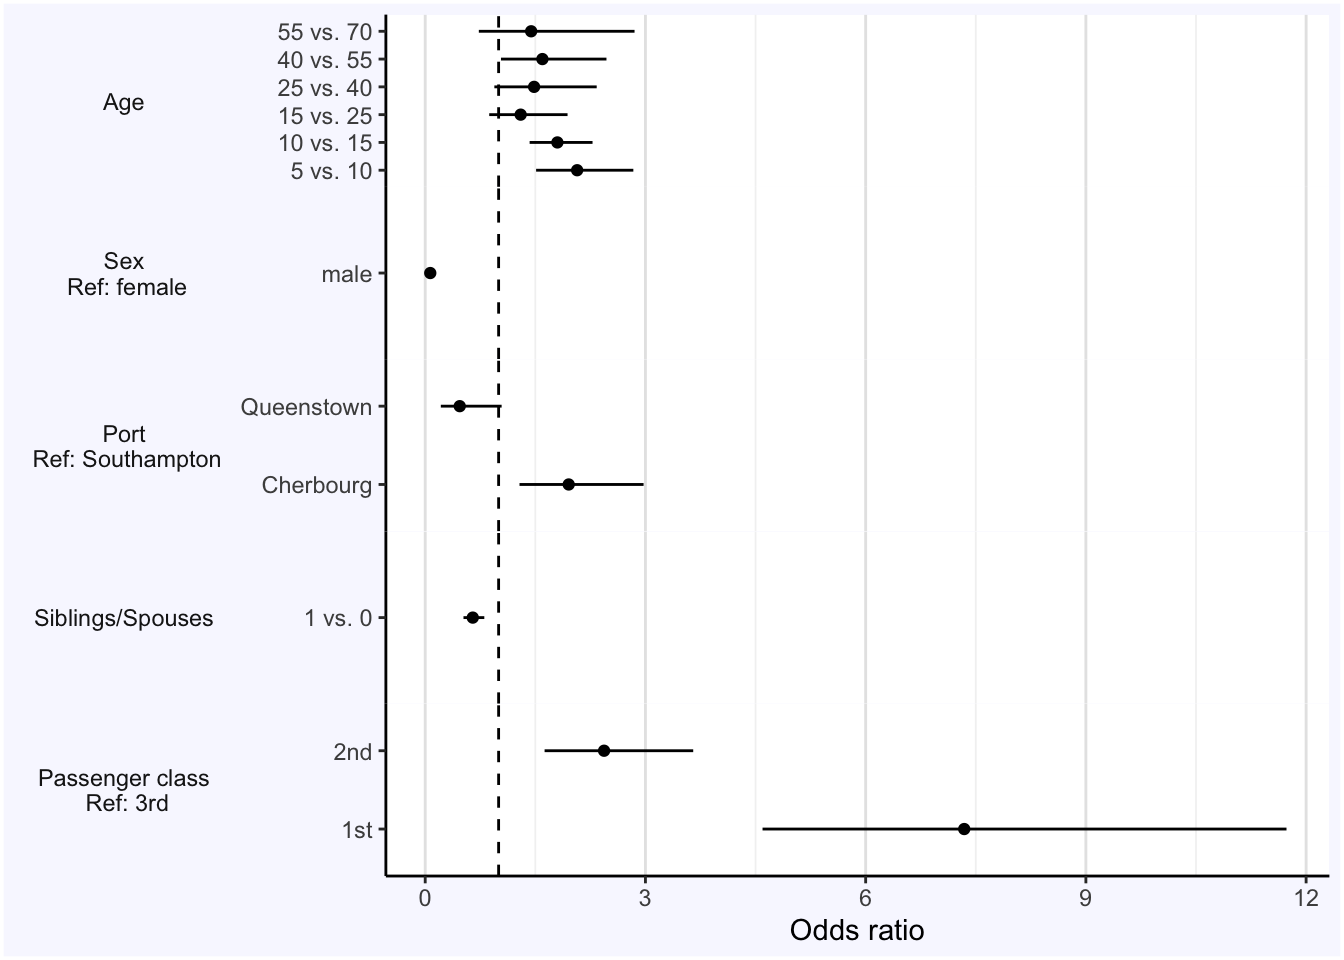 55 vs. 70
40 vs. 55
25 vs. 40
Age
15 vs. 25
10 vs. 15
5 vs. 10
Sex
Ref: female
male
Queenstown
Port
Ref: Southampton
Cherbourg
Siblings/Spouses
1 vs. 0
2nd
Passenger class
Ref: 3rd
1st
0 3 6 9 12
Odds ratio